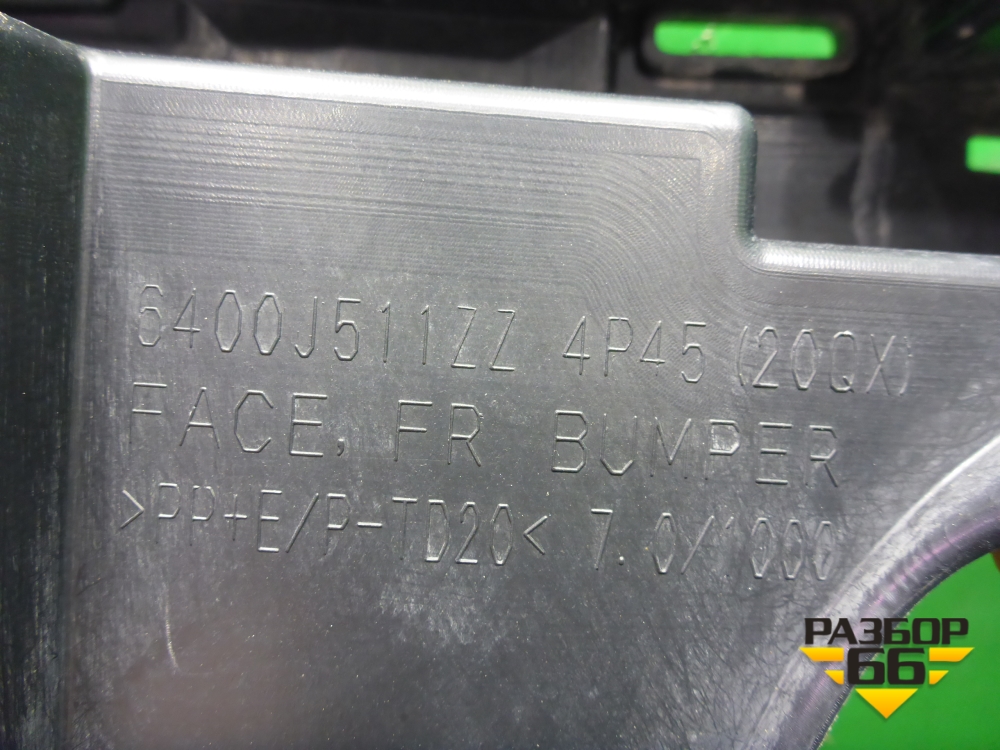 6400J511ZZ 4P45 (20QX)
FACE, FR BUMPER
>PP+E/P-TD20< 7.0/1000
РАЗБОР
66